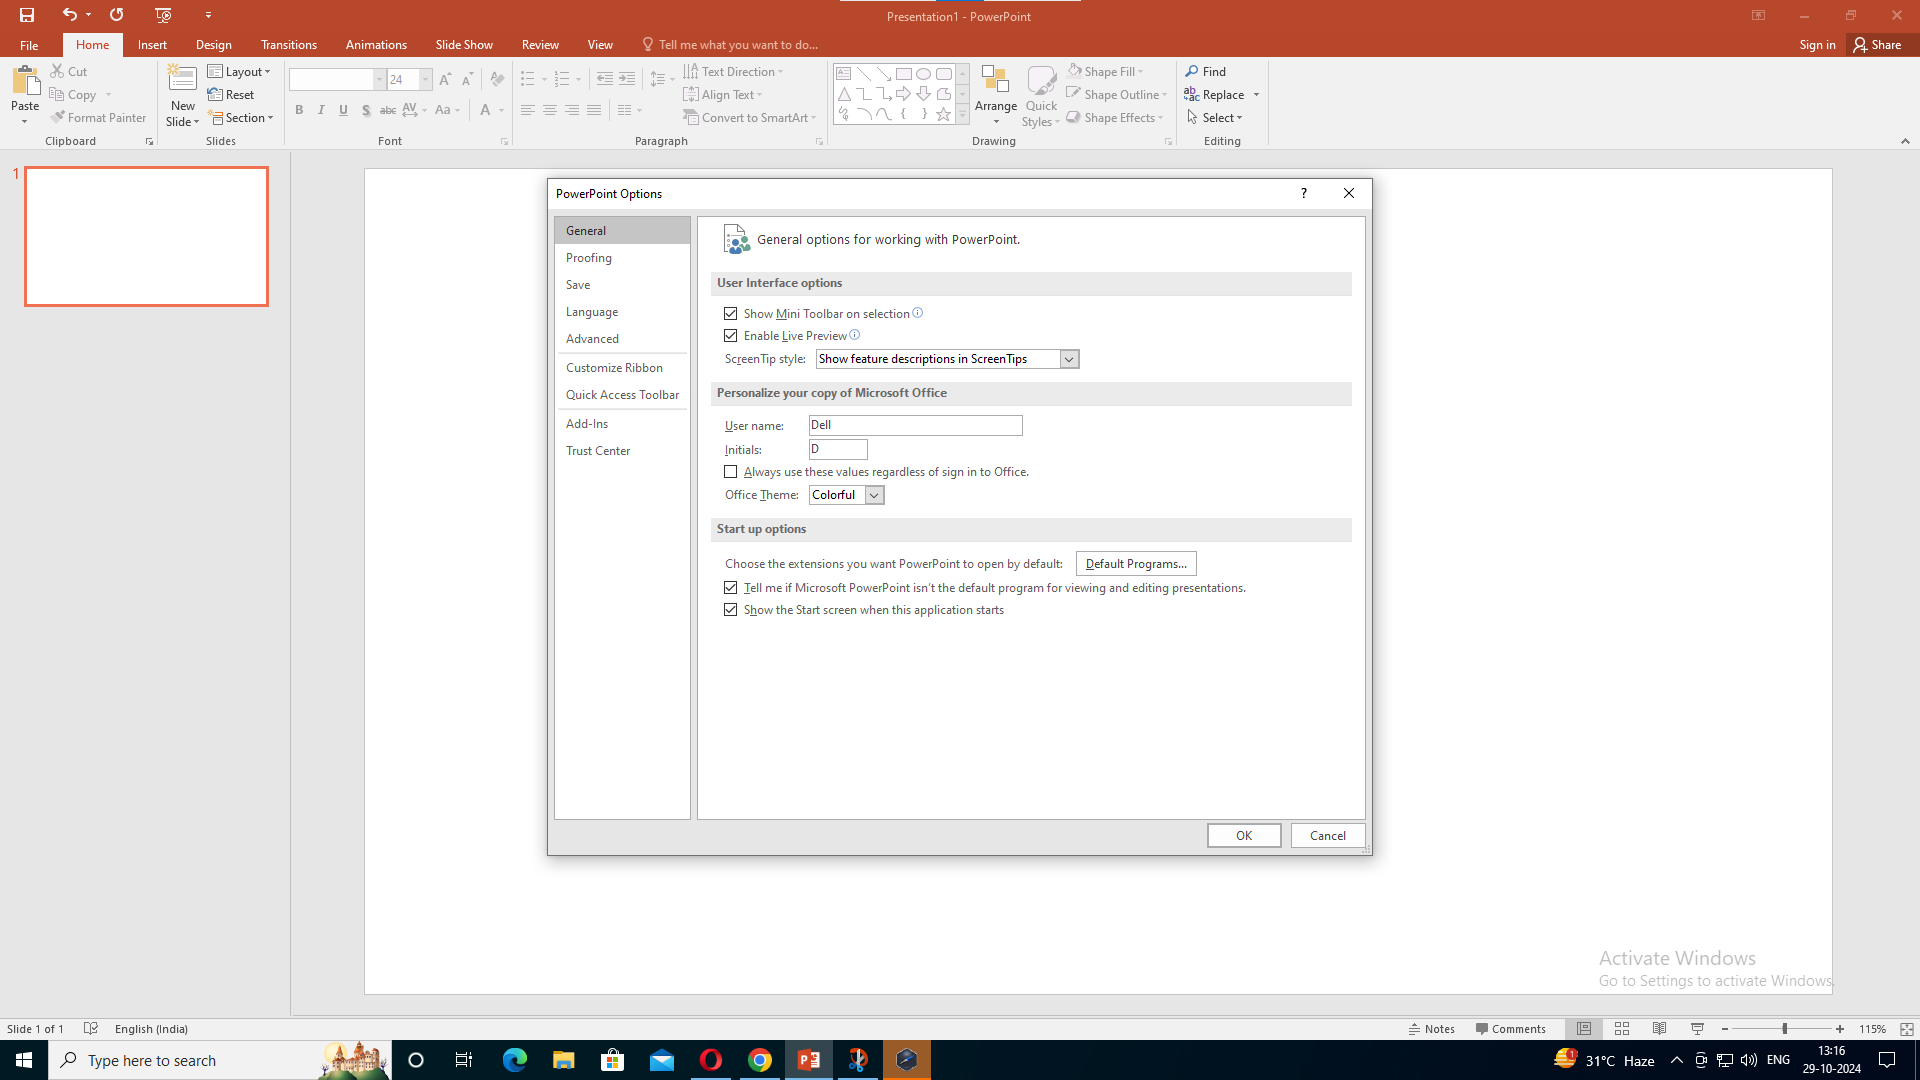 Presentation1 - PowerPoint
File Home Insert Design Transitions Animations Slide Show Review View Tell me what you want to do... Sign in Share
Paste Cut Copy Format Painter Clipboard
New Slide Layout Reset Section Slides
24 B I U S abc AV Aa A Font
Text Direction Align Text Convert to SmartArt Paragraph
Arrange Quick Styles Shape Fill Shape Outline Shape Effects Drawing
Find Replace Select Editing
1
PowerPoint Options ?
General
Proofing
Save
Language
Advanced
Customize Ribbon
Quick Access Toolbar
Add-Ins
Trust Center
General options for working with PowerPoint.
User Interface options
Show Mini Toolbar on selection
Enable Live Preview
ScreenTip style: Show feature descriptions in ScreenTips
Personalize your copy of Microsoft Office
User name: Dell
Initials: D
Always use these values regardless of sign in to Office.
Office Theme: Colorful
Start up options
Choose the extensions you want PowerPoint to open by default: Default Programs...
Tell me if Microsoft PowerPoint isn't the default program for viewing and editing presentations.
Show the Start screen when this application starts
OK Cancel
Activate Windows
Go to Settings to activate Windows.
Slide 1 of 1 English (India) Notes Comments 115%
Type here to search 31°C Haze ENG 13:16
29-10-2024